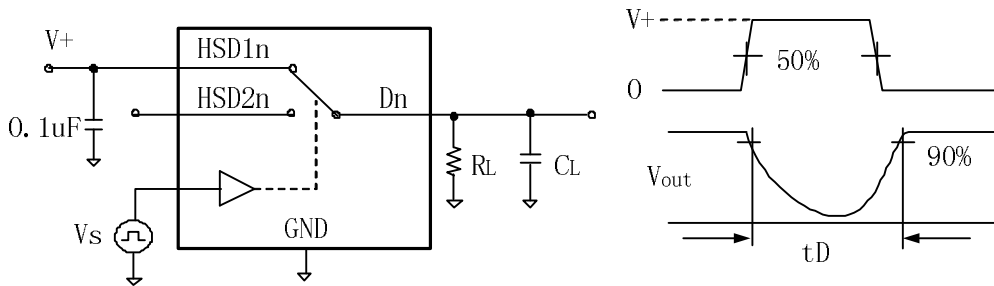 V+
HSD1n
HSD2n
Dn
0.1uF
RL
CL
Vs
GND
V+
50%
0
90%
Vout
tD